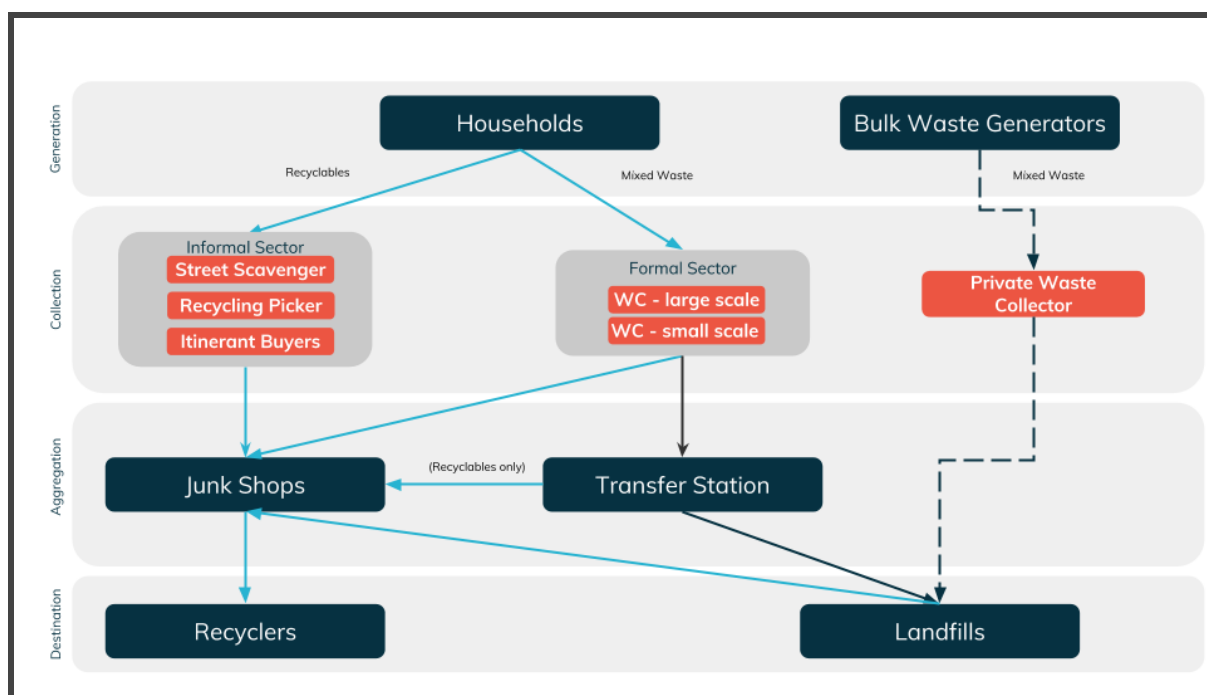 Generation
Households
Bulk Waste Generators
Recyclables
Mixed Waste
Mixed Waste
Collection
Informal Sector
Street Scavenger
Recycling Picker
Itinerant Buyers
Formal Sector
WC - large scale
WC - small scale
Private Waste
Collector
Aggregation
Junk Shops
(Recyclables only)
Transfer Station
Destination
Recyclers
Landfills